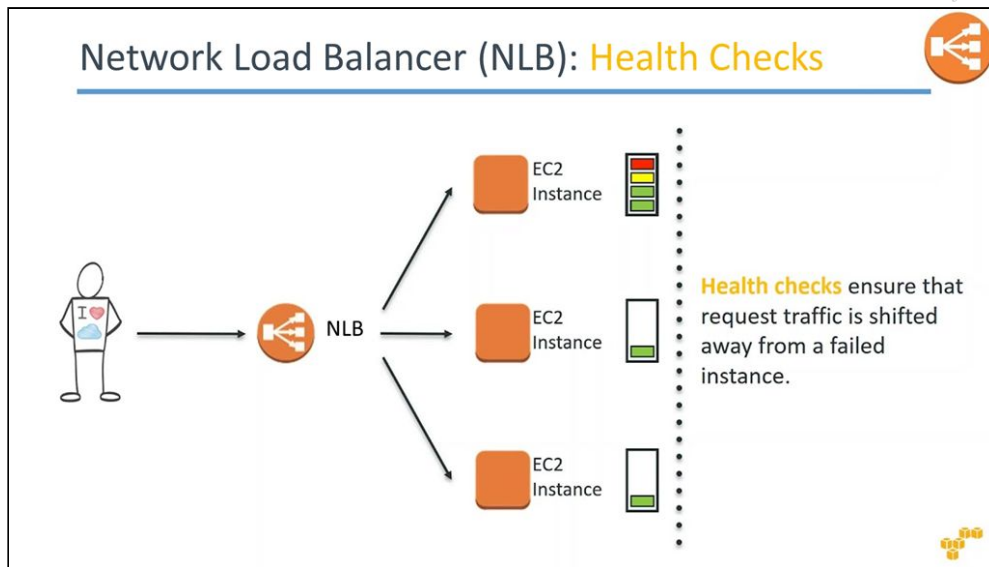 Network Load Balancer (NLB): Health Checks
EC2
Instance
I
NLB
EC2
Instance
EC2
Instance
Health checks ensure that
request traffic is shifted
away from a failed
instance.